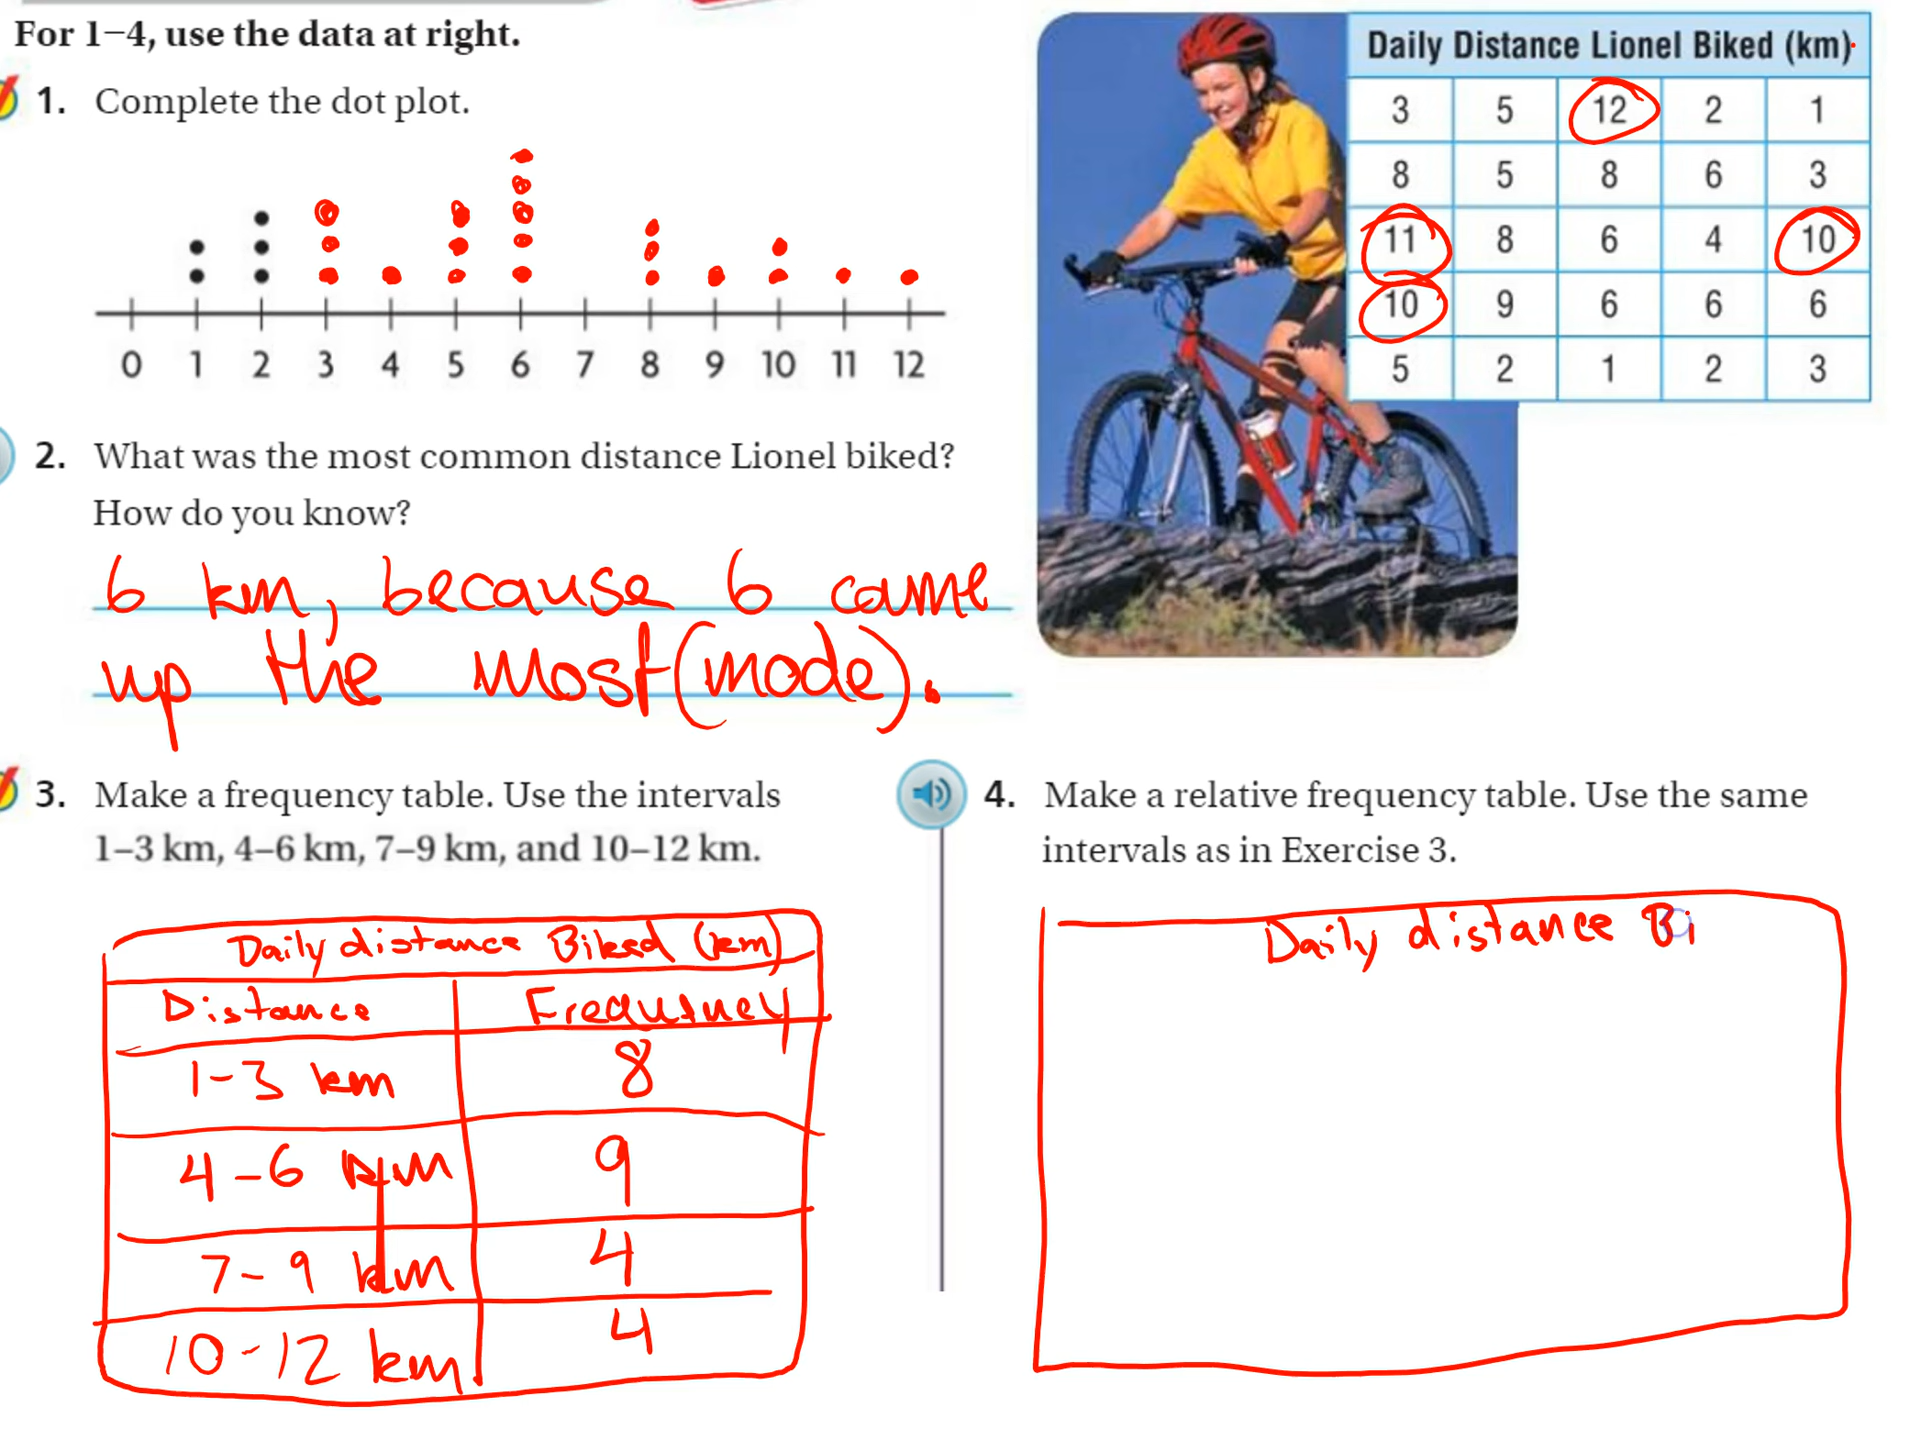 For 1–4, use the data at right.
1. Complete the dot plot.
0 1 2 3 4 5 6 7 8 9 10 11 12
Daily Distance Lionel Biked (km)
3 5 12 2 1
8 5 8 6 3
11 8 6 4 10
10 9 6 6 6
5 2 1 2 3
2. What was the most common distance Lionel biked?
How do you know?
6 km, because 6 came
up the most (mode).
3. Make a frequency table. Use the intervals
1–3 km, 4–6 km, 7–9 km, and 10–12 km.
Daily distance Biked (km)
Distance Frequency
1-3 km 8
4-6 km 9
7-9 km 4
10-12 km 4
4. Make a relative frequency table. Use the same
intervals as in Exercise 3.
Daily distance Bi